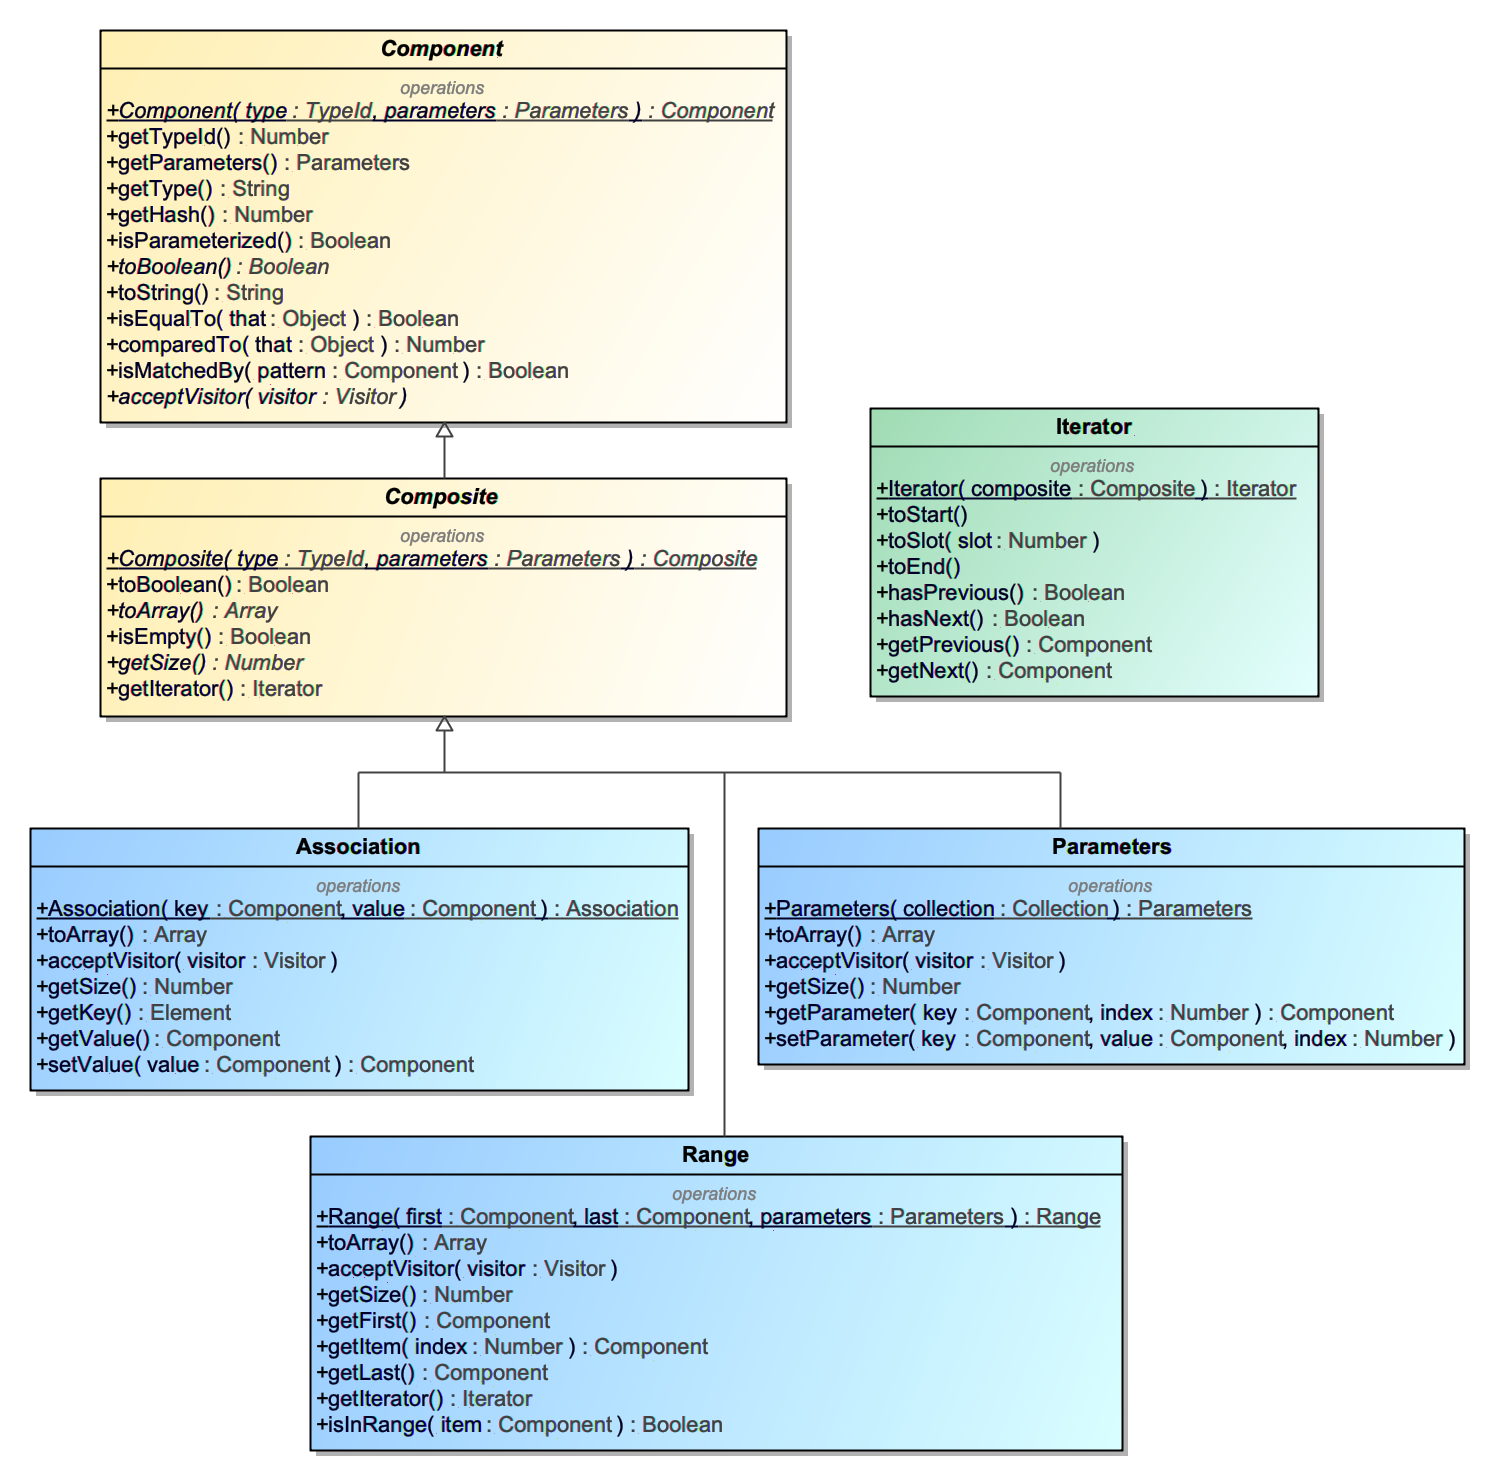 Component
operations
+Component( type : TypeId, parameters : Parameters ) : Component
+getTypeId() : Number
+getParameters() : Parameters
+getType() : String
+getHash() : Number
+isParameterized() : Boolean
+toBoolean() : Boolean
+toString() : String
+isEqualTo( that : Object ) : Boolean
+comparedTo( that : Object ) : Number
+isMatchedBy( pattern : Component ) : Boolean
+acceptVisitor( visitor : Visitor )
Composite
operations
+Composite( type : TypeId, parameters : Parameters ) : Composite
+toBoolean() : Boolean
+toArray() : Array
+isEmpty() : Boolean
+getSize() : Number
+getIterator() : Iterator
Iterator
operations
+Iterator( composite : Composite ) : Iterator
+toStart()
+toSlot( slot : Number )
+toEnd()
+hasPrevious() : Boolean
+hasNext() : Boolean
+getPrevious() : Component
+getNext() : Component
Association
operations
+Association( key : Component, value : Component ) : Association
+toArray() : Array
+acceptVisitor( visitor : Visitor )
+getSize() : Number
+getKey() : Element
+getValue() : Component
+setValue( value : Component ) : Component
Parameters
operations
+Parameters( collection : Collection ) : Parameters
+toArray() : Array
+acceptVisitor( visitor : Visitor )
+getSize() : Number
+getParameter( key : Component, index : Number ) : Component
+setParameter( key : Component, value : Component, index : Number )
Range
operations
+Range( first : Component, last : Component, parameters : Parameters ) : Range
+toArray() : Array
+acceptVisitor( visitor : Visitor )
+getSize() : Number
+getFirst() : Component
+getItem( index : Number ) : Component
+getLast() : Component
+getIterator() : Iterator
+isInRange( item : Component ) : Boolean